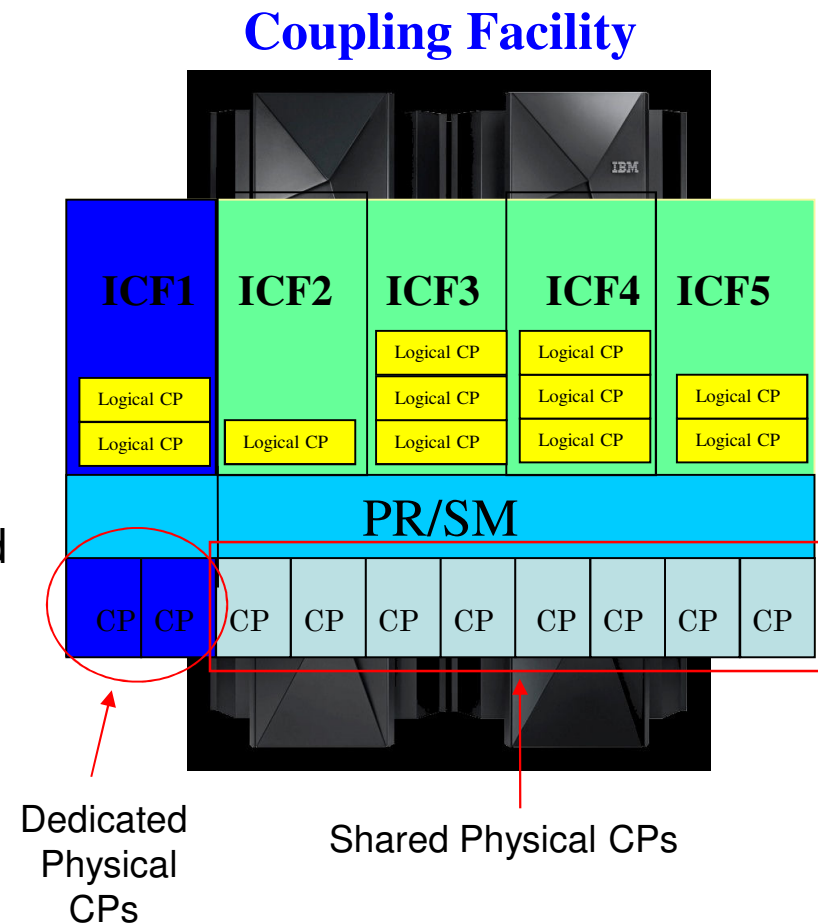 Coupling Facility
IBM
ICF1 ICF2 ICF3 ICF4 ICF5
Logical CP Logical CP
Logical CP Logical CP Logical CP Logical CP
Logical CP Logical CP Logical CP Logical CP Logical CP
PR/SM
d
CP CP CP CP CP CP CP CP CP CP
Dedicated
Physical
CPs
Shared Physical CPs